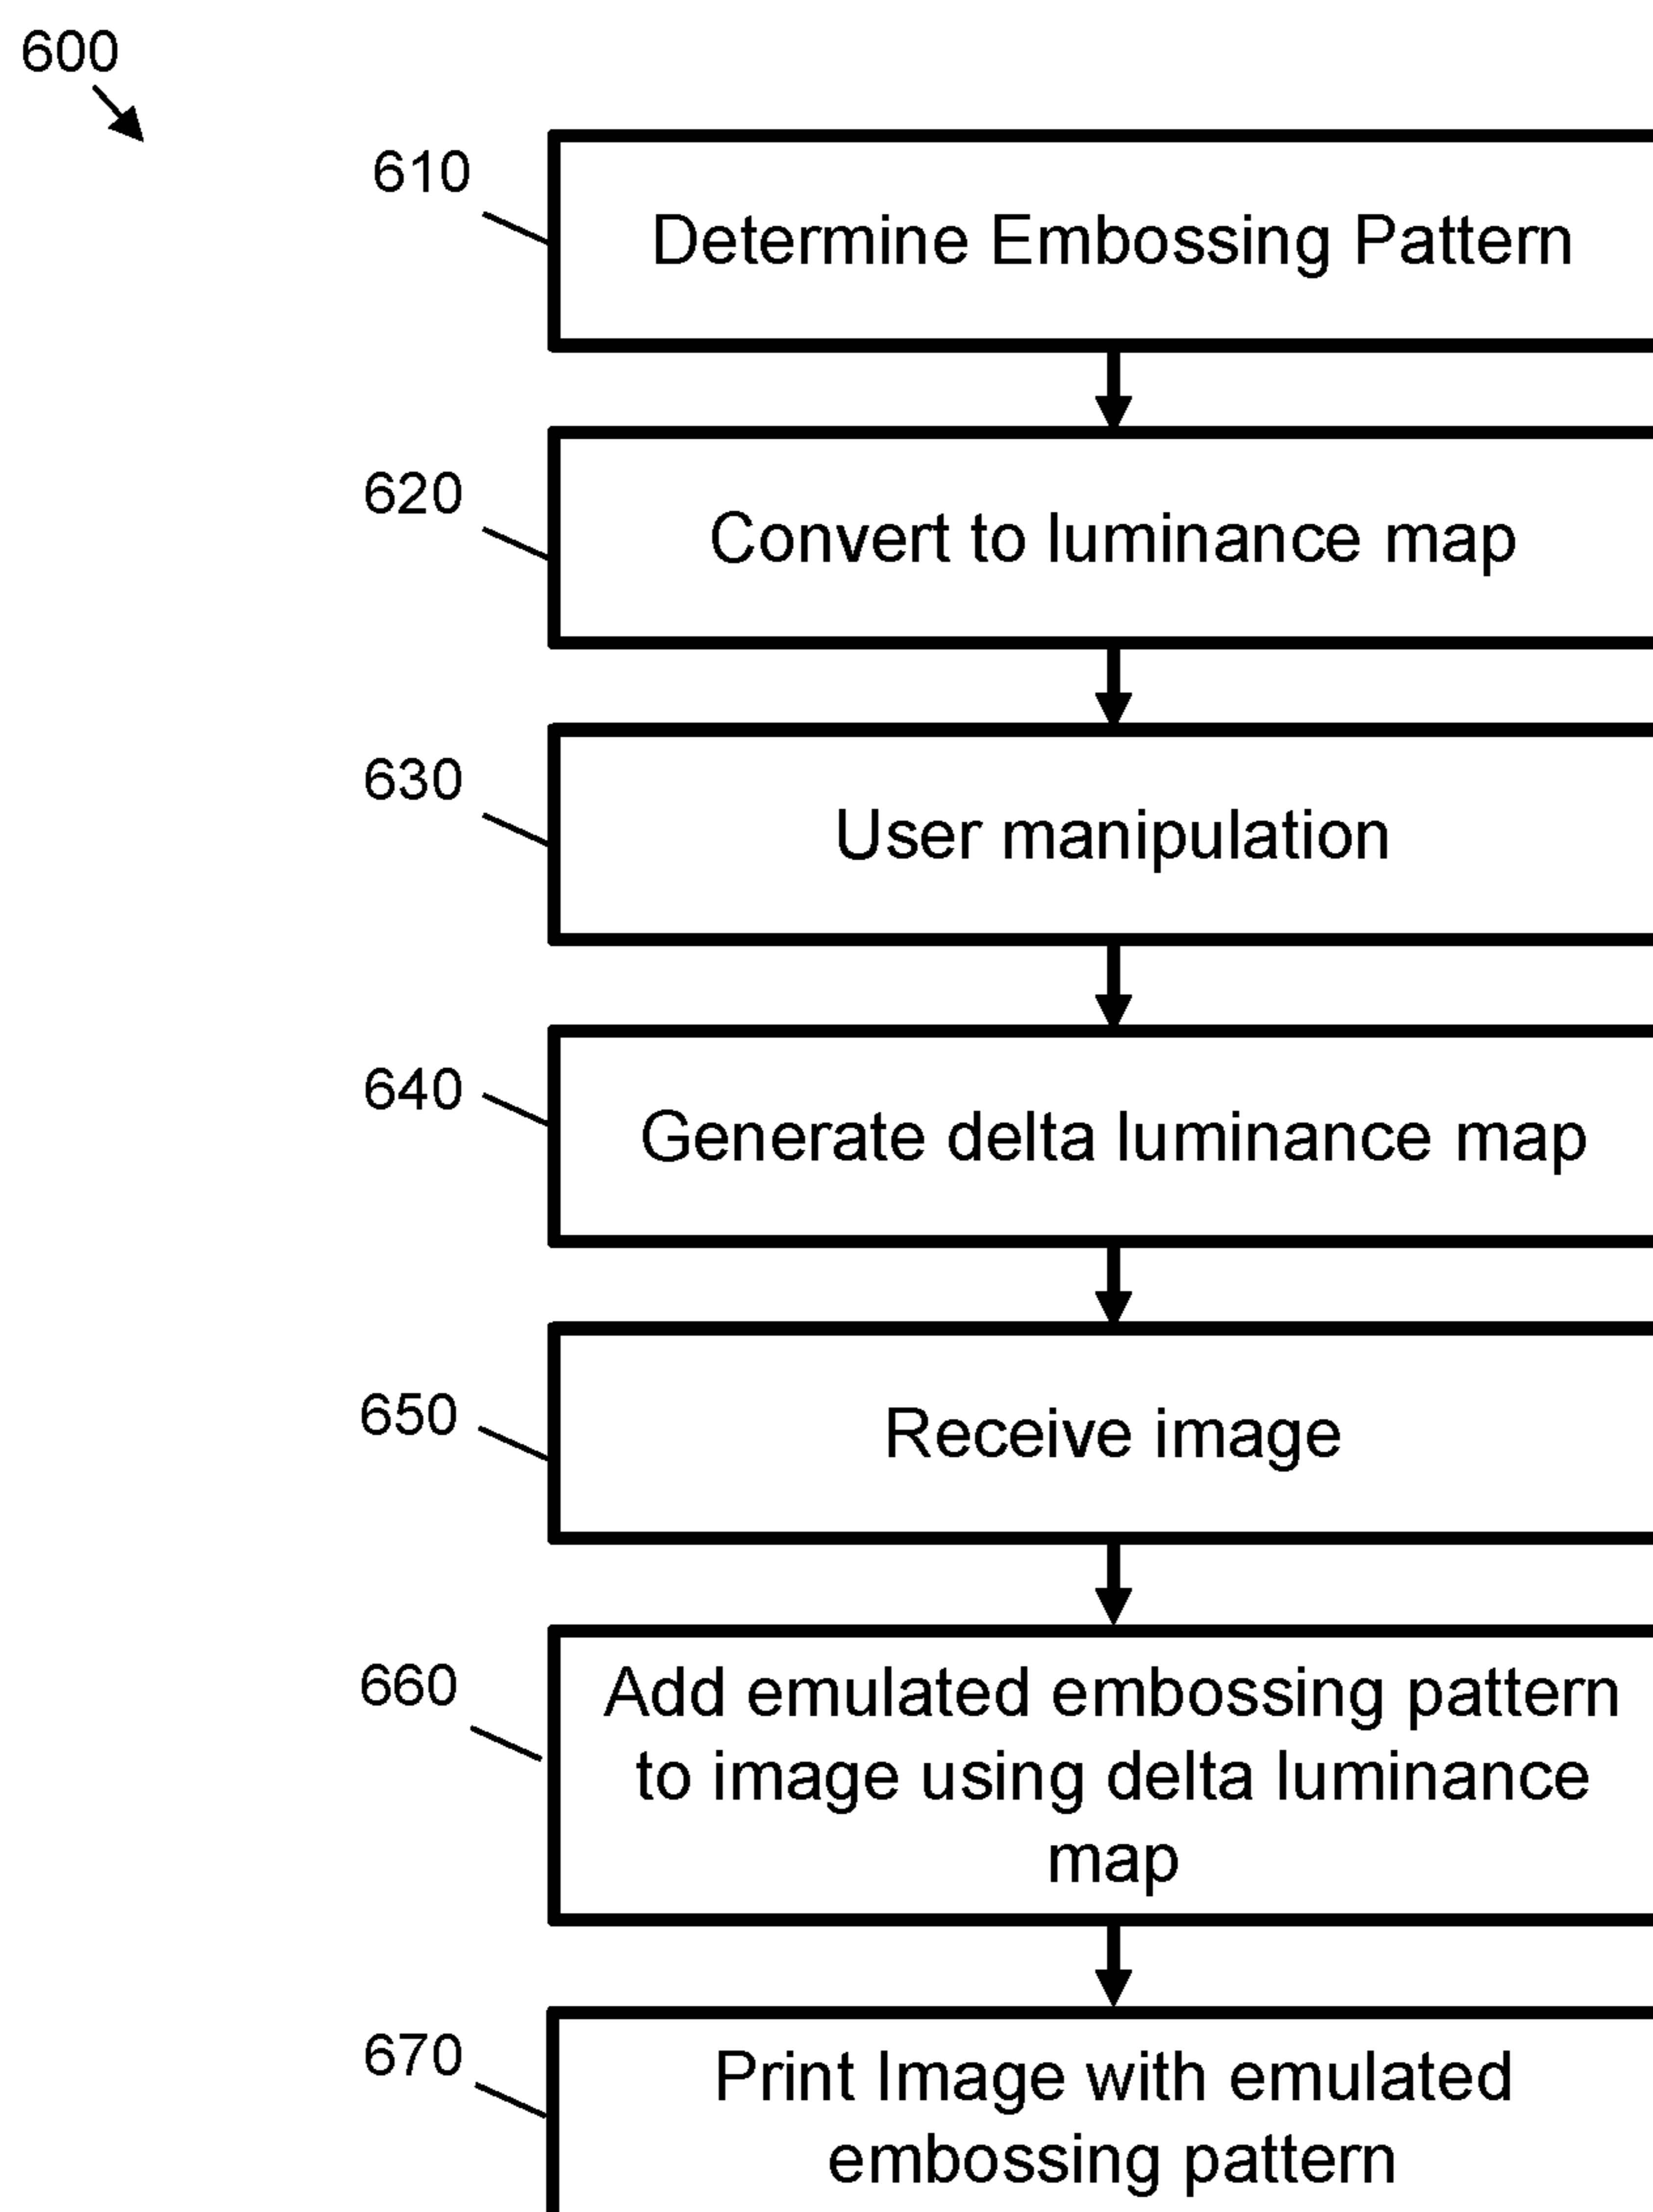 600
610
Determine Embossing Pattern
620
Convert to luminance map
630
User manipulation
640
Generate delta luminance map
650
Receive image
660
Add emulated embossing pattern
to image using delta luminance
map
670
Print Image with emulated
embossing pattern